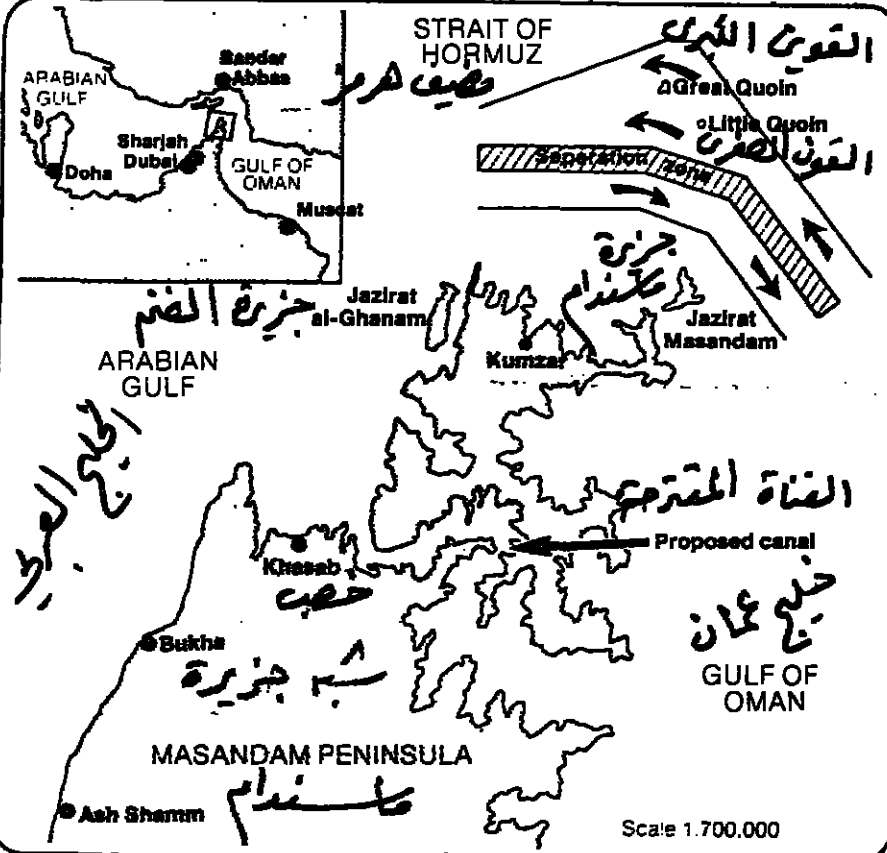 STRAIT OF
HORMUZ
مضيق هرمز
القوين الكبرى
Great Quoin
Little Quoin
القوين الصغرى
Separation zone
Bandar
Abbas
ARABIAN
GULF
Sharjah
Dubai
Doha
GULF OF
OMAN
Muscat
جزيرة
ماسندام
جزيرة الغنم
Jazirat
al-Ghanam
Jazirat
Masandam
Kumzar
ARABIAN
GULF
الخليج العربي
القناة المقترحة
Proposed canal
Khasab
خصب
خليج عمان
GULF OF
OMAN
Bukha
شبه جزيرة
MASANDAM PENINSULA
ماسندام
Ash Shamm
Scale 1.700.000